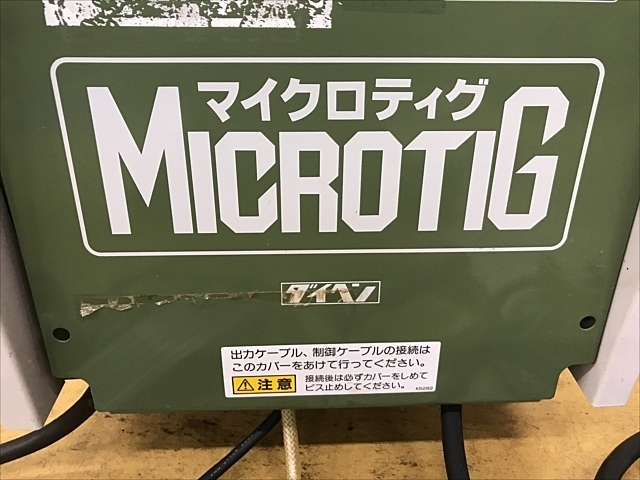 マイクロティグ
MICROTIG
ダイヘン
出力ケーブル、制御ケーブルの接続は
このカバーをあけて行ってください。
注意
接続後は必ずカバーをしめて
ビス止めしてください。
K5262